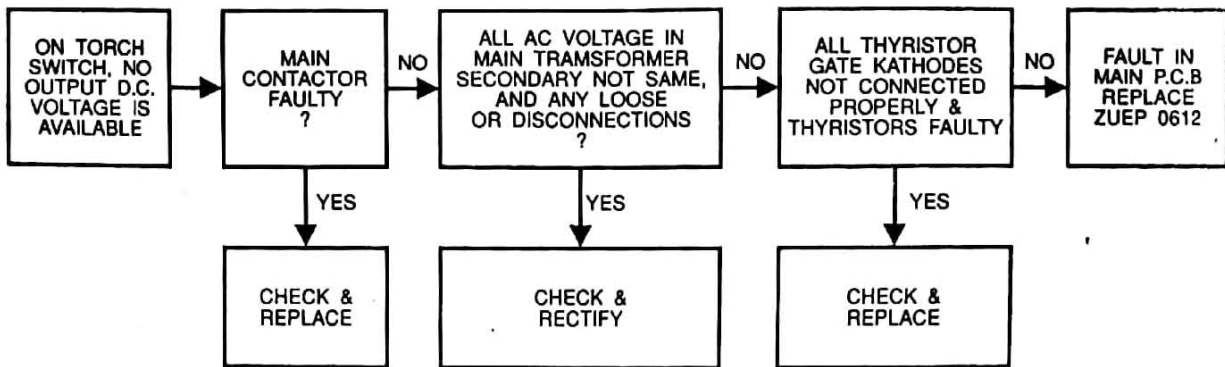 ON TORCH
SWITCH, NO
OUTPUT D.C.
VOLTAGE IS
AVAILABLE
MAIN
CONTACTOR
FAULTY
?
NO
ALL AC VOLTAGE IN
MAIN TRAMSFORMER
SECONDARY NOT SAME,
AND ANY LOOSE
OR DISCONNECTIONS
?
NO
ALL THYRISTOR
GATE KATHODES
NOT CONNECTED
PROPERLY &
THYRISTORS FAULTY
NO
FAULT IN
MAIN P.C.B
REPLACE
ZUEP 0612
YES
YES
YES
CHECK &
REPLACE
CHECK &
RECTIFY
CHECK &
REPLACE